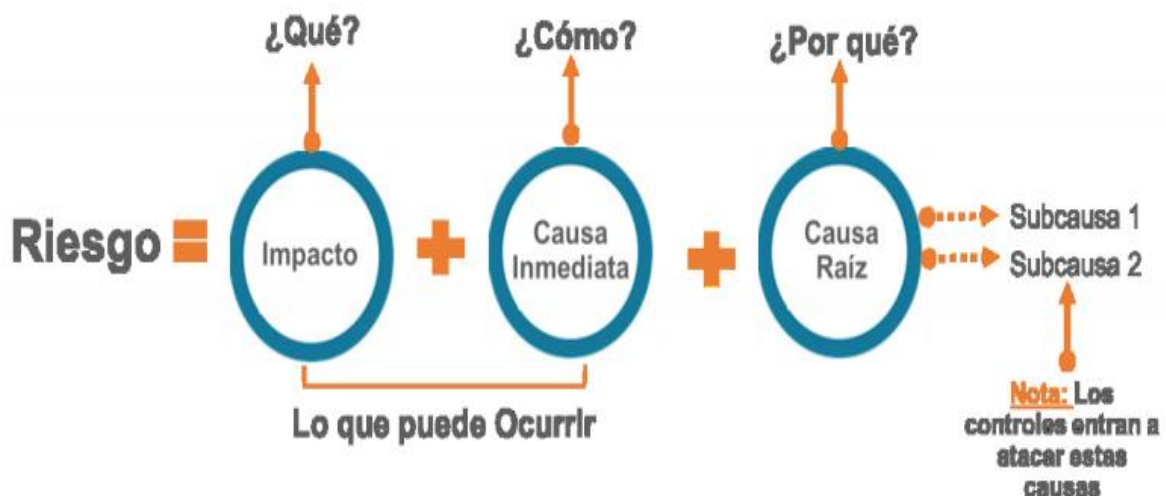 ¿Qué?
¿Cómo?
¿Por qué?
Riesgo =
Impacto
+
Causa
Inmediata
+
Causa
Raíz
Subcausa 1
Subcausa 2
Lo que puede Ocurrir
Nota: Los
controles entran a
atacar estas
causas